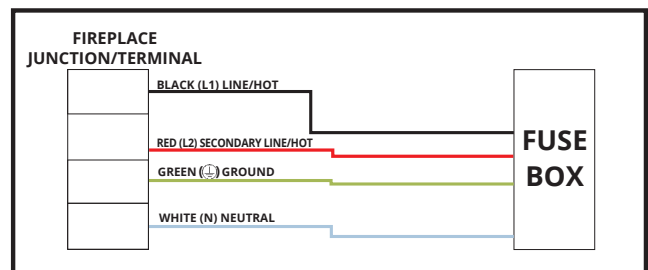 FIREPLACE
JUNCTION/TERMINAL
BLACK (L1) LINE/HOT
RED (L2) SECONDARY LINE/HOT
GREEN (⏚) GROUND
WHITE (N) NEUTRAL
FUSE
BOX